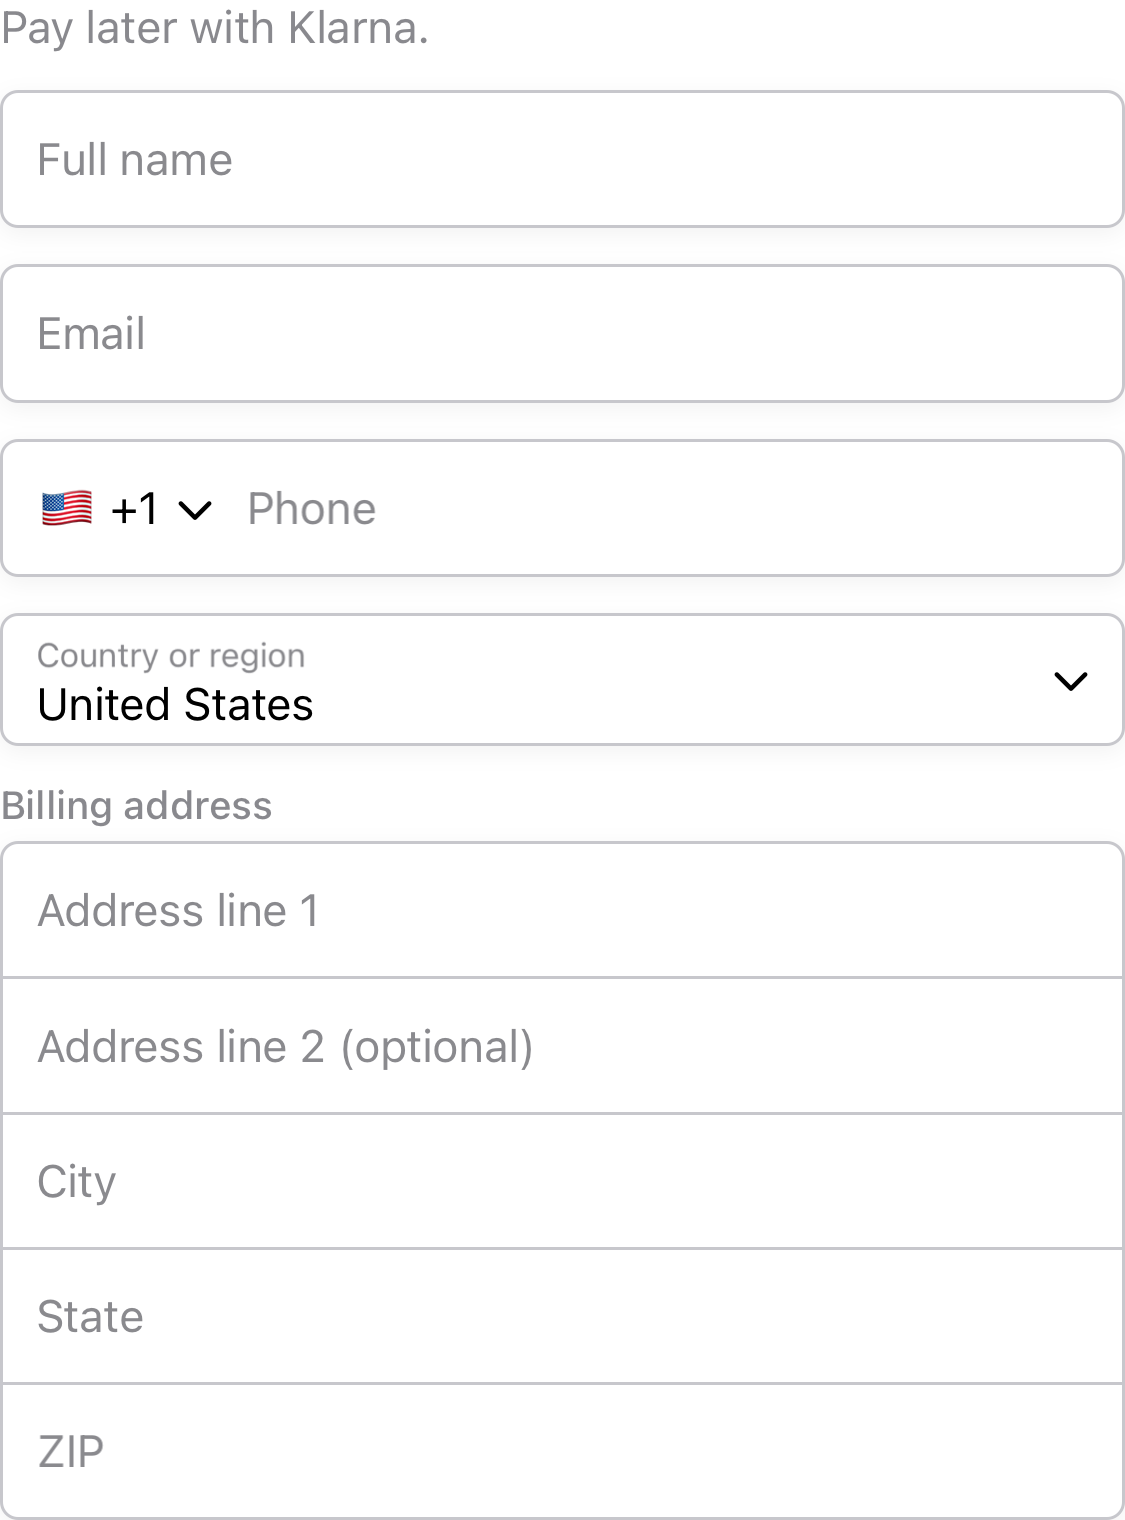 Pay later with Klarna.
Full name
Email
🇺🇸 +1 Phone
Country or region
United States
Billing address
Address line 1
Address line 2 (optional)
City
State
ZIP